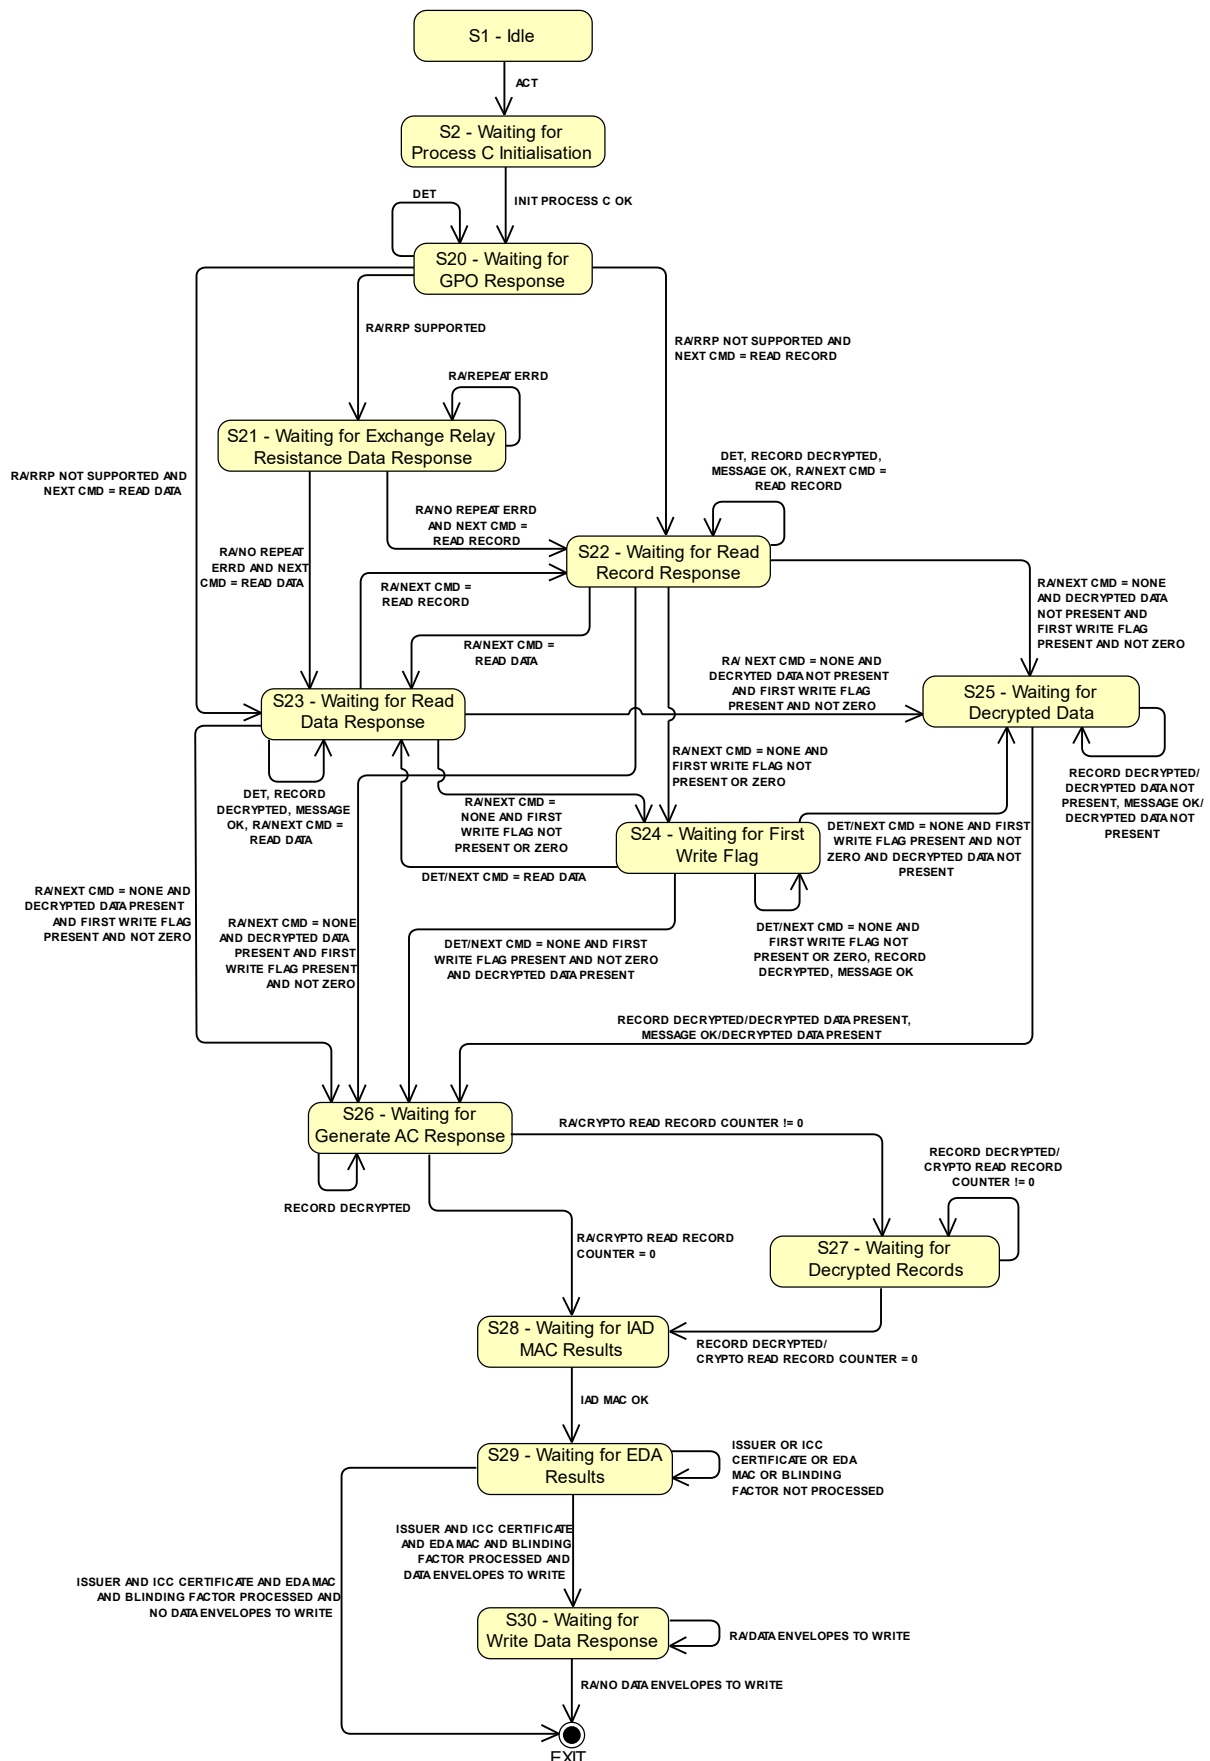 S1 - Idle
ACT
S2 - Waiting for
Process C Initialisation
DET
INIT PROCESS C OK
S20 - Waiting for
GPO Response
RA/RRP SUPPORTED
RA/RRP NOT SUPPORTED AND
NEXT CMD = READ RECORD
RA/REPEAT ERRD
S21 - Waiting for Exchange Relay
Resistance Data Response
RA/RRP NOT SUPPORTED AND
NEXT CMD = READ DATA
DET, RECORD DECRYPTED,
MESSAGE OK, RA/NEXT CMD =
READ RECORD
RA/NO REPEAT ERRD
AND NEXT CMD =
READ RECORD
RA/NO REPEAT
ERRD AND NEXT
CMD = READ DATA
S22 - Waiting for Read
Record Response
RA/NEXT CMD =
READ RECORD
RA/NEXT CMD = NONE
AND DECRYPTED DATA
NOT PRESENT AND
FIRST WRITE FLAG
PRESENT AND NOT ZERO
RA/NEXT CMD =
READ DATA
RA/ NEXT CMD = NONE AND
DECRYTED DATA NOT PRESENT
AND FIRST WRITE FLAG
PRESENT AND NOT ZERO
S23 - Waiting for Read
Data Response
S25 - Waiting for
Decrypted Data
RA/NEXT CMD = NONE AND
FIRST WRITE FLAG NOT
PRESENT OR ZERO
RECORD DECRYPTED/
DECRYPTED DATA NOT
PRESENT, MESSAGE OK/
DECRYPTED DATA NOT
PRESENT
DET, RECORD
DECRYPTED, MESSAGE
OK, RA/NEXT CMD =
READ DATA
RA/NEXT CMD =
NONE AND FIRST
WRITE FLAG NOT
PRESENT OR ZERO
S24 - Waiting for First
Write Flag
DET/NEXT CMD = NONE AND FIRST
WRITE FLAG PRESENT AND NOT
ZERO AND DECRYPTED DATA NOT
PRESENT
DET/NEXT CMD = READ DATA
RA/NEXT CMD = NONE AND
DECRYPTED DATA PRESENT
AND FIRST WRITE FLAG
PRESENT AND NOT ZERO
RA/NEXT CMD = NONE
AND DECRYPTED DATA
PRESENT AND FIRST
WRITE FLAG PRESENT
AND NOT ZERO
DET/NEXT CMD = NONE AND FIRST
WRITE FLAG PRESENT AND NOT ZERO
AND DECRYPTED DATA PRESENT
DET/NEXT CMD = NONE AND
FIRST WRITE FLAG NOT
PRESENT OR ZERO, RECORD
DECRYPTED, MESSAGE OK
RECORD DECRYPTED/DECRYPTED DATA PRESENT,
MESSAGE OK/DECRYPTED DATA PRESENT
S26 - Waiting for
Generate AC Response
RA/CRYPTO READ RECORD COUNTER != 0
RECORD DECRYPTED/
CRYPTO READ RECORD
COUNTER != 0
RECORD DECRYPTED
RA/CRYPTO READ RECORD
COUNTER = 0
S27 - Waiting for
Decrypted Records
S28 - Waiting for IAD
MAC Results
RECORD DECRYPTED/
CRYPTO READ RECORD COUNTER = 0
IAD MAC OK
S29 - Waiting for EDA
Results
ISSUER OR ICC
CERTIFICATE OR EDA
MAC OR BLINDING
FACTOR NOT PROCESSED
ISSUER AND ICC CERTIFICATE
AND EDA MAC AND BLINDING
FACTOR PROCESSED AND
DATA ENVELOPES TO WRITE
ISSUER AND ICC CERTIFICATE AND EDA MAC
AND BLINDING FACTOR PROCESSED AND
NO DATA ENVELOPES TO WRITE
S30 - Waiting for
Write Data Response
RA/DATA ENVELOPES TO WRITE
RA/NO DATA ENVELOPES TO WRITE
EXIT